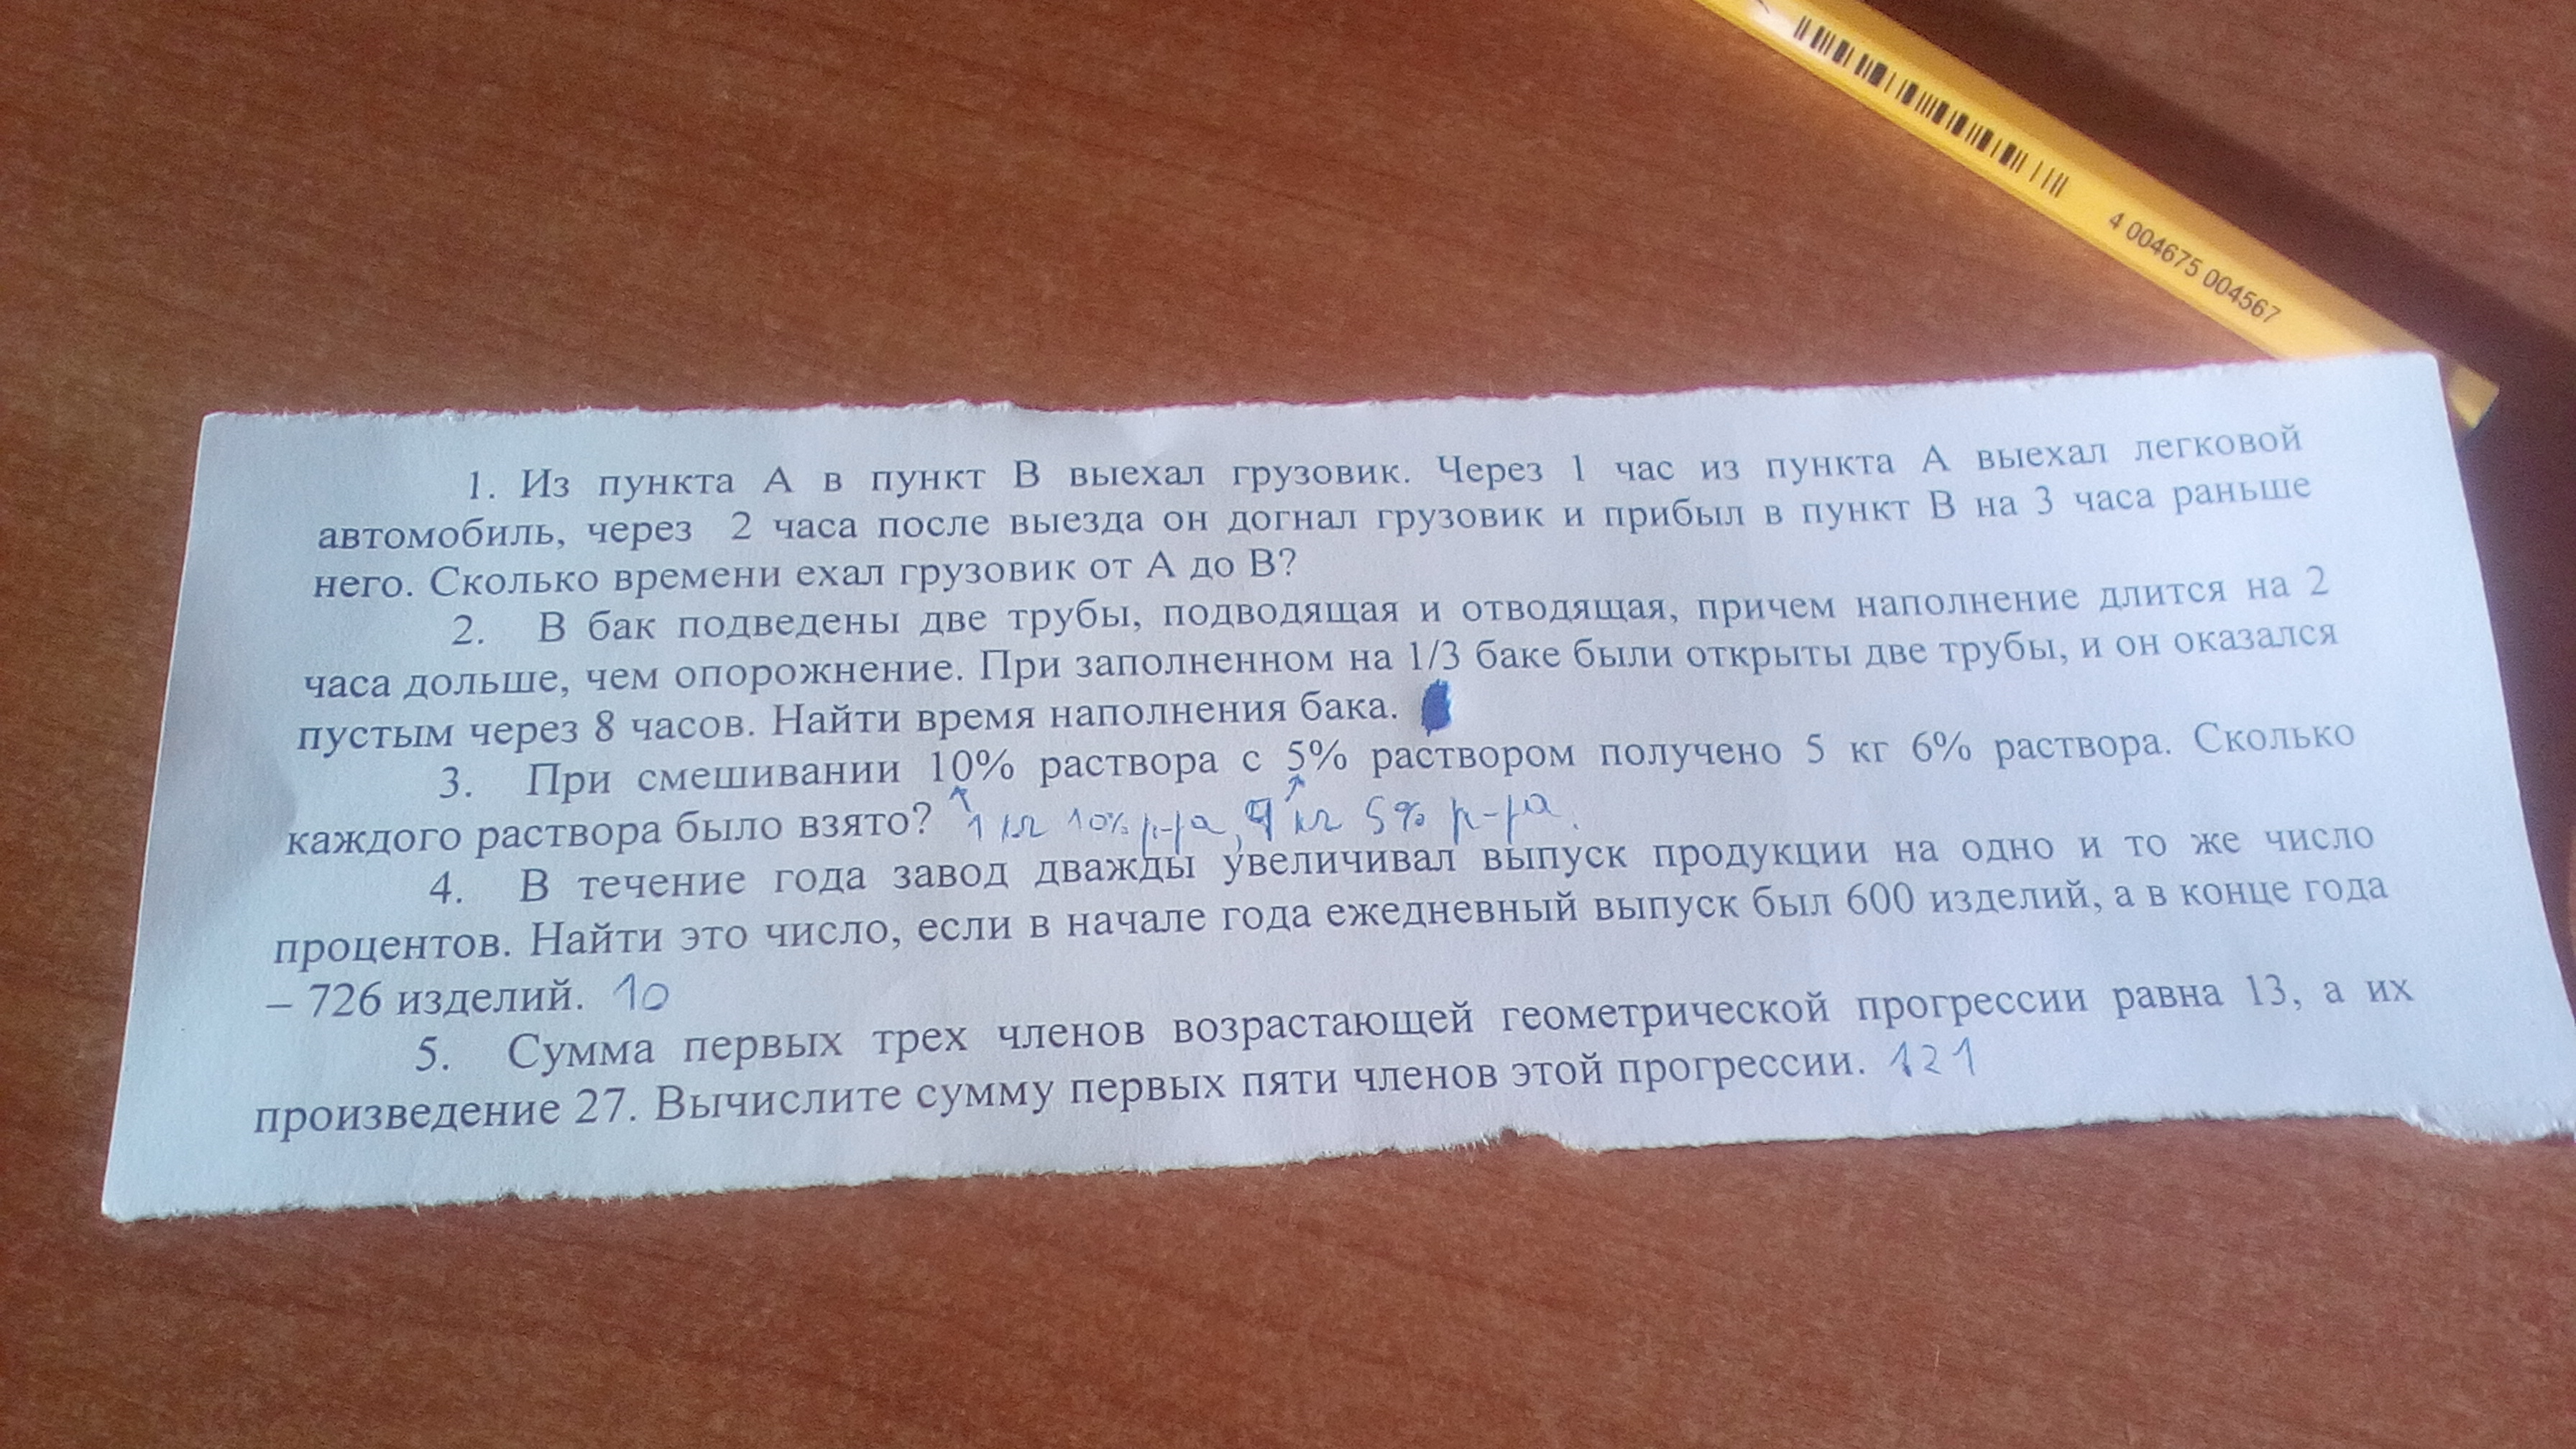 4 004675 004567
1. Из пункта А в пункт В выехал грузовик. Через 1 час из пункта А выехал легковой
автомобиль, через 2 часа после выезда он догнал грузовик и прибыл в пункт В на 3 часа раньше
него. Сколько времени ехал грузовик от А до В?
2. В бак подведены две трубы, подводящая и отводящая, причем наполнение длится на 2
часа дольше, чем опорожнение. При заполненном на 1/3 баке были открыты две трубы, и он оказался
пустым через 8 часов. Найти время наполнения бака.
3. При смешивании 10% раствора с 5% раствором получено 5 кг 6% раствора. Сколько
каждого раствора было взято? 1 кг 10% р-ра, 4 кг 5% р-ра.
4. В течение года завод дважды увеличивал выпуск продукции на одно и то же число
процентов. Найти это число, если в начале года ежедневный выпуск был 600 изделий, а в конце года
– 726 изделий. 10
5. Сумма первых трех членов возрастающей геометрической прогрессии равна 13, а их
произведение 27. Вычислите сумму первых пяти членов этой прогрессии. 121